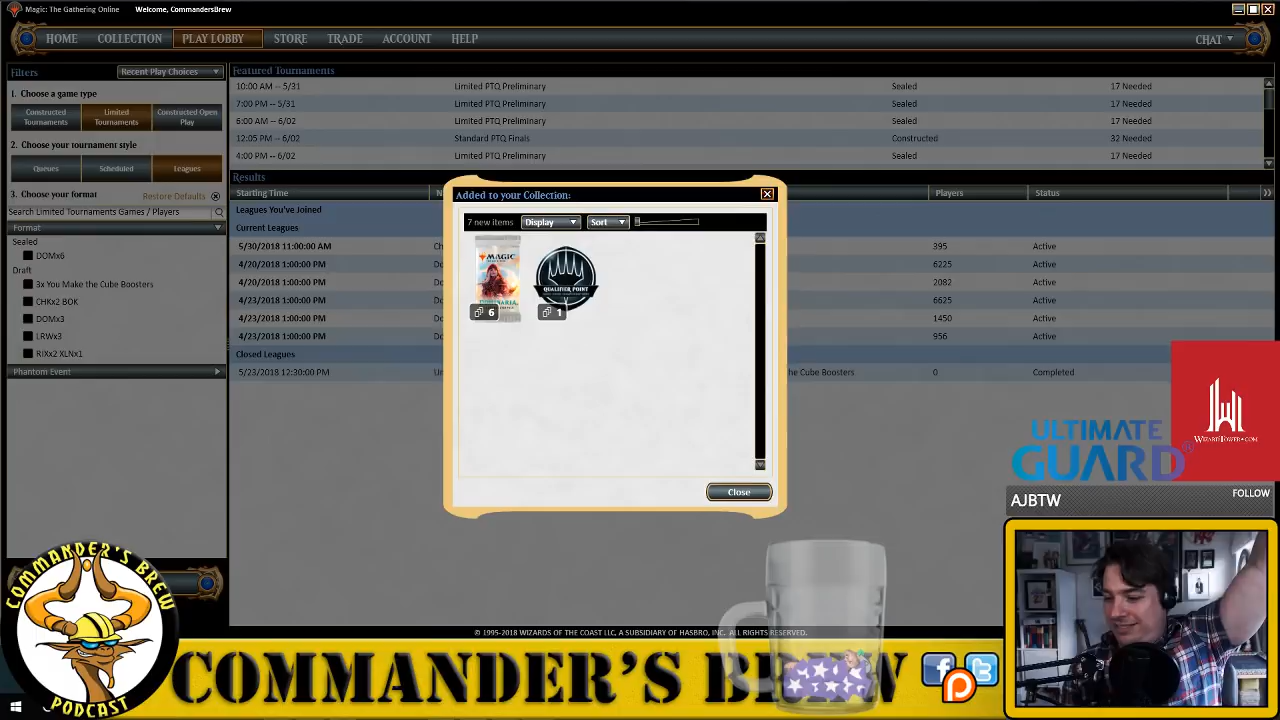 Magic: The Gathering Online Welcome, CommandersBrew
HOME COLLECTION PLAY LOBBY STORE TRADE ACCOUNT HELP CHAT
Filters Recent Play Choices
1. Choose a game type
Constructed Tournaments
Limited Tournaments
Constructed Open Play
2. Choose your tournament style
Queues Scheduled Leagues
3. Choose your format Restore Defaults
Search Limited Tournaments Games / Players
Format
Sealed
DOMx6
Draft
3x You Make the Cube Boosters
CHKx2 BOK
DOMx3
LRWx3
RIXx2 XLNx1
Phantom Event
Featured Tournaments
10:00 AM -- 5/31 Limited PTQ Preliminary Sealed 17 Needed
7:00 PM -- 5/31 Limited PTQ Preliminary Sealed 17 Needed
6:00 AM -- 6/02 Limited PTQ Preliminary Sealed 17 Needed
12:05 PM -- 6/02 Standard PTQ Finals Constructed 32 Needed
4:00 PM -- 6/02 Limited PTQ Preliminary Sealed 17 Needed
Results
Starting Time Players Status
Leagues You've Joined
Current Leagues
5/30/2018 11:00:00 AM Ch 395 Active
4/20/2018 1:00:00 PM Do 6225 Active
4/20/2018 1:00:00 PM Do 2082 Active
4/23/2018 1:00:00 PM Do 6625 Active
4/23/2018 1:00:00 PM Do 1450 Active
4/23/2018 1:00:00 PM Do 956 Active
Closed Leagues
5/23/2018 12:30:00 PM Un he Cube Boosters 0 Completed
Added to your Collection:
7 new items Display Sort
MAGIC
DOMINARIA
6
QUALIFIER POINT
1
Close
© 1995-2018 WIZARDS OF THE COAST LLC, A SUBSIDIARY OF HASBRO, INC. ALL RIGHTS RESERVED.
WIZARDTOWER.COM
ULTIMATE
GUARD®
AJBTW FOLLOW
COMMANDER'S BREW
PODCAST
COMMANDER'S BREW